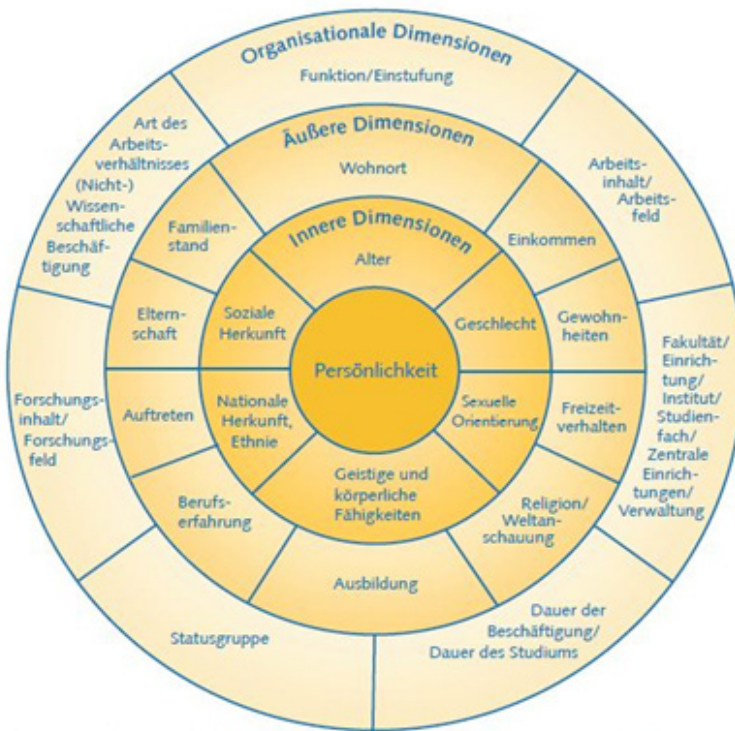 Organisationale Dimensionen
Funktion/Einstufung
Arbeits-
inhalt/
Arbeits-
feld
Fakultät/
Einrich-
tung/
Institut/
Studien-
fach/
Zentrale
Einrich-
tungen/
Verwaltung
Dauer der
Beschäftigung/
Dauer des Studiums
Statusgruppe
Forschungs-
inhalt/
Forschungs-
feld
Art des
Arbeits-
verhältnisses
(Nicht-)
Wissen-
schaftliche
Beschäf-
tigung
Äußere Dimensionen
Wohnort
Einkommen
Gewohn-
heiten
Freizeit-
verhalten
Religion/
Weltan-
schauung
Ausbildung
Berufs-
erfahrung
Auftreten
Eltern-
schaft
Familien-
stand
Innere Dimensionen
Alter
Geschlecht
Sexuelle
Orientierung
Geistige und
körperliche
Fähigkeiten
Nationale
Herkunft,
Ethnie
Soziale
Herkunft
Persönlichkeit